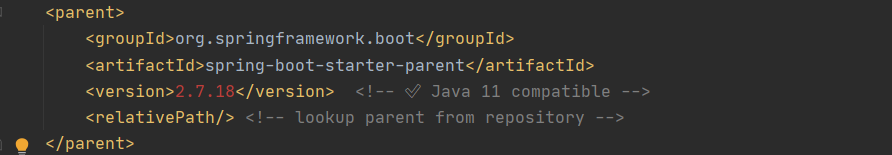 <parent>
<groupId>org.springframework.boot</groupId>
<artifactId>spring-boot-starter-parent</artifactId>
<version>2.7.18</version>  <!-- ✅ Java 11 compatible -->
<relativePath/> <!-- lookup parent from repository -->
</parent>